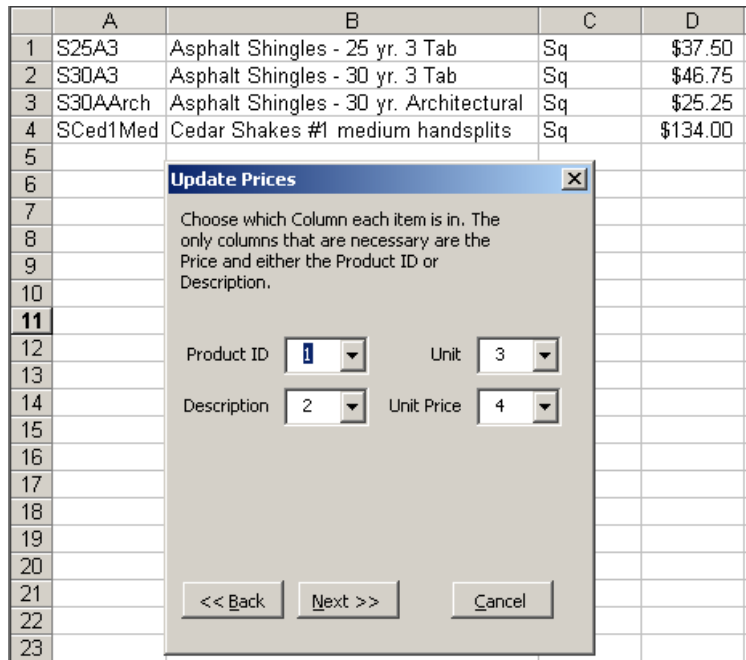 A B C D
1 S25A3 Asphalt Shingles - 25 yr. 3 Tab Sq $37.50
2 S30A3 Asphalt Shingles - 30 yr. 3 Tab Sq $46.75
3 S30AArch Asphalt Shingles - 30 yr. Architectural Sq $25.25
4 SCed1Med Cedar Shakes #1 medium handsplits Sq $134.00
5
6
7
8
9
10
11
12
13
14
15
16
17
18
19
20
21
22
23
Update Prices
Choose which Column each item is in. The
only columns that are necessary are the
Price and either the Product ID or
Description.
Product ID 1 Unit 3
Description 2 Unit Price 4
<< Back Next >> Cancel